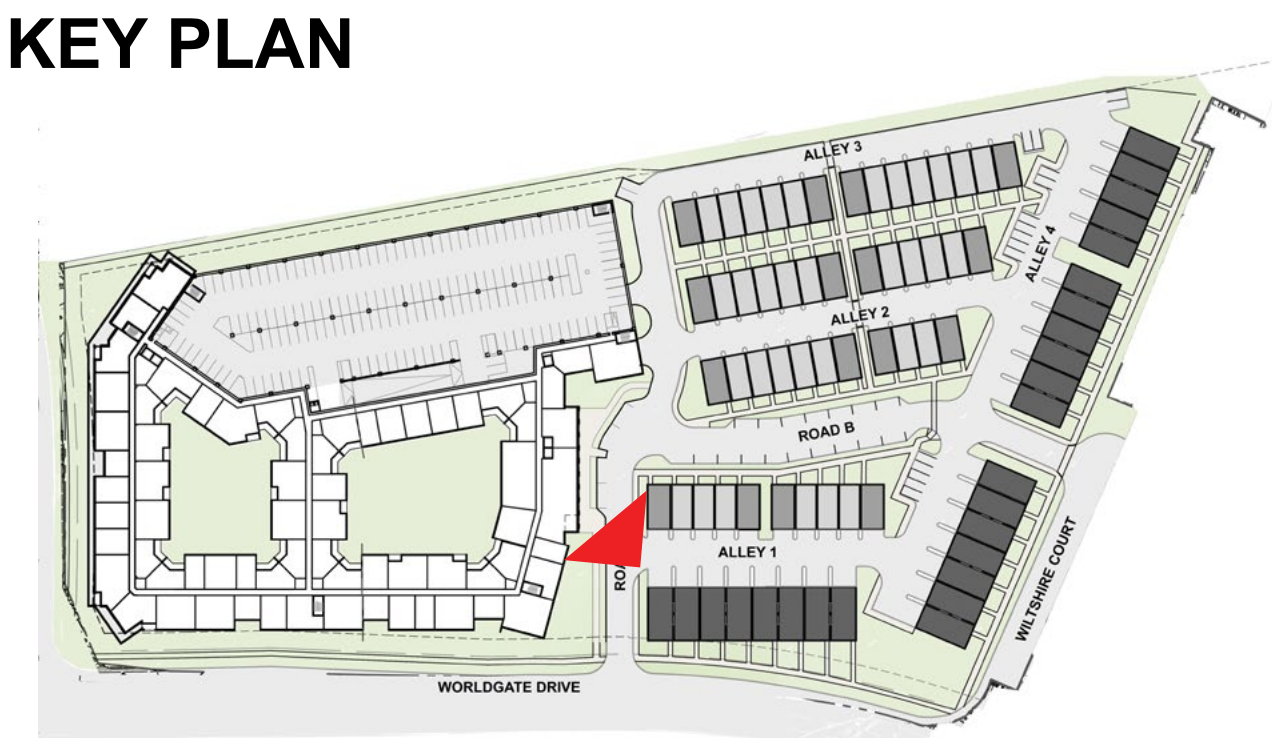 KEY PLAN
ALLEY 3
ALLEY 4
ALLEY 2
ROAD B
ALLEY 1
WILTSHIRE COURT
WORLDGATE DRIVE